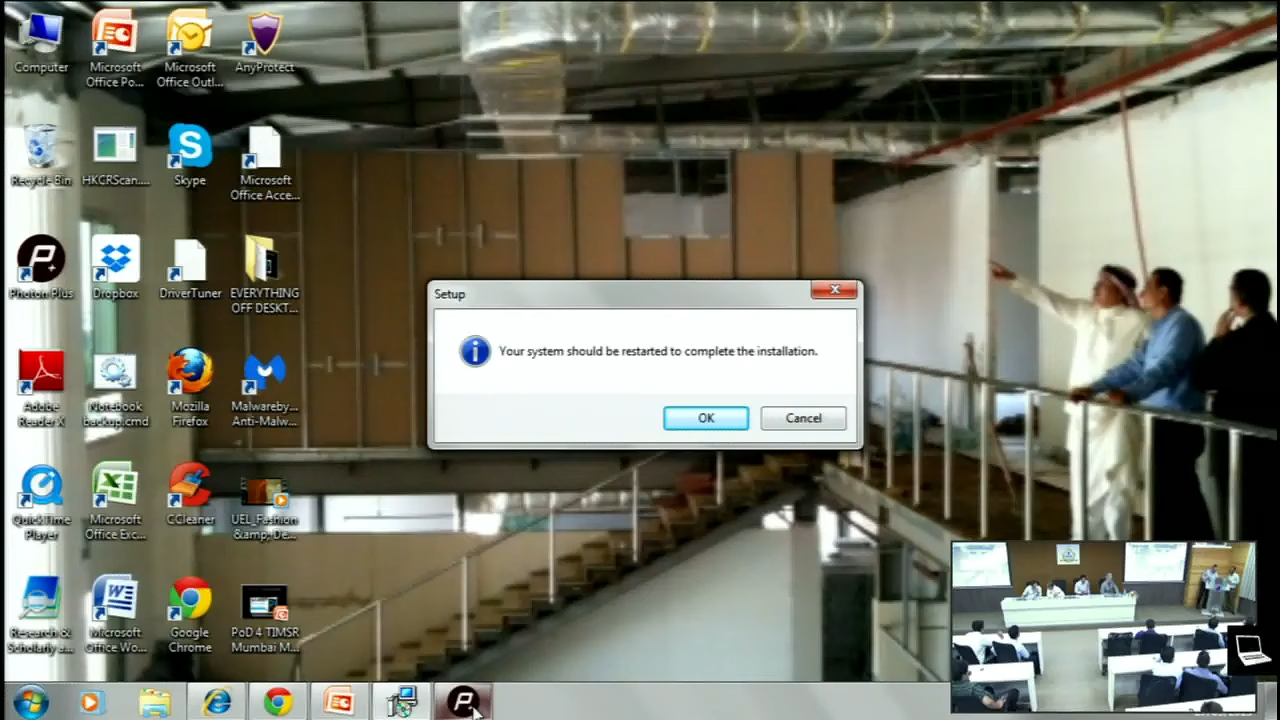 Computer
Microsoft
Office Po...
Microsoft
Office Outl...
AnyProtect
Recycle Bin
HKCRScan....
Skype
Microsoft
Office Acce...
Photon Plus
Dropbox
DriverTuner
EVERYTHING
OFF DESKT...
Adobe
Reader X
Notebook
backup.cmd
Mozilla
Firefox
Malwareby...
Anti-Malw...
QuickTime
Player
Microsoft
Office Exc...
CCleaner
UEL_Fashion
&amp,De...
Research &
Scholarly a...
Microsoft
Office Wo...
Google
Chrome
PoD 4 TIMSR
Mumbai M...
Setup
Your system should be restarted to complete the installation.
OK
Cancel